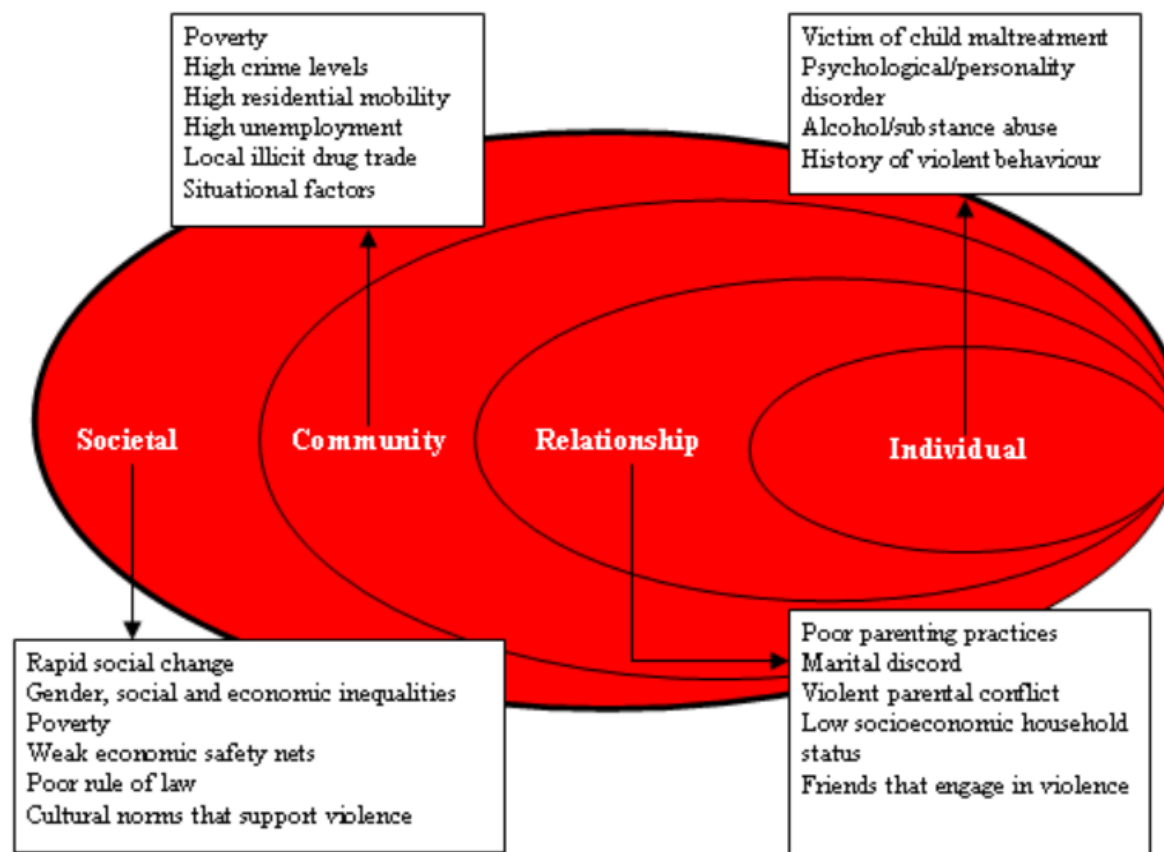 Poverty
High crime levels
High residential mobility
High unemployment
Local illicit drug trade
Situational factors
Victim of child maltreatment
Psychological/personality
disorder
Alcohol/substance abuse
History of violent behaviour
Societal
Community
Relationship
Individual
Rapid social change
Gender, social and economic inequalities
Poverty
Weak economic safety nets
Poor rule of law
Cultural norms that support violence
Poor parenting practices
Marital discord
Violent parental conflict
Low socioeconomic household
status
Friends that engage in violence